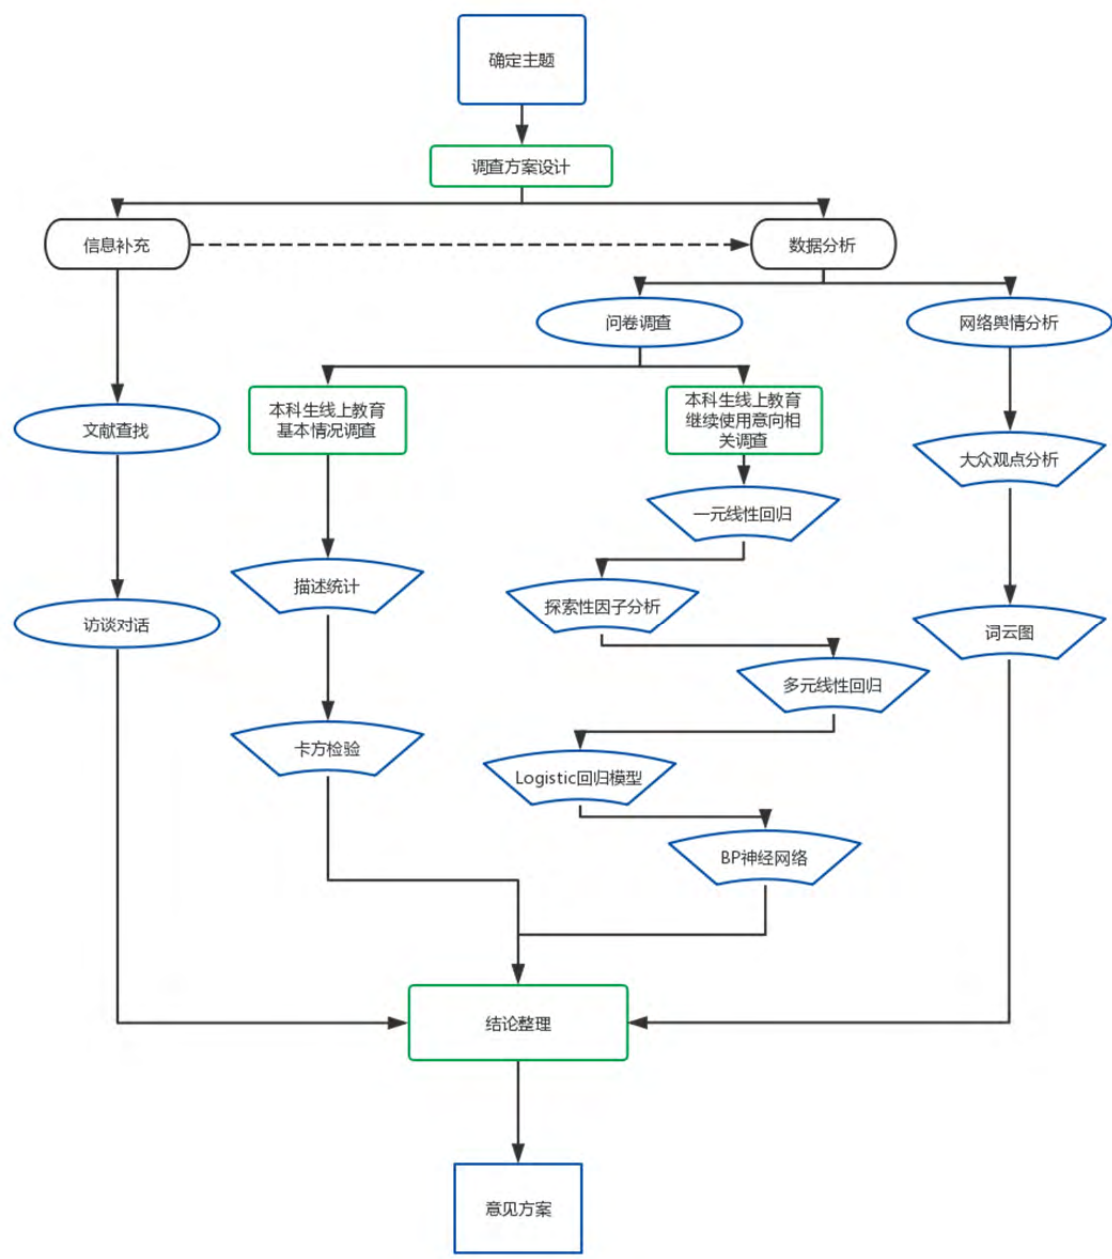 确定主题
调查方案设计
信息补充
数据分析
问卷调查
网络舆情分析
本科生线上教育
基本情况调查
本科生线上教育
继续使用意向相
关调查
文献查找
大众观点分析
一元线性回归
描述统计
探索性因子分析
访谈对话
词云图
多元线性回归
卡方检验
Logistic回归模型
BP神经网络
结论整理
意见方案